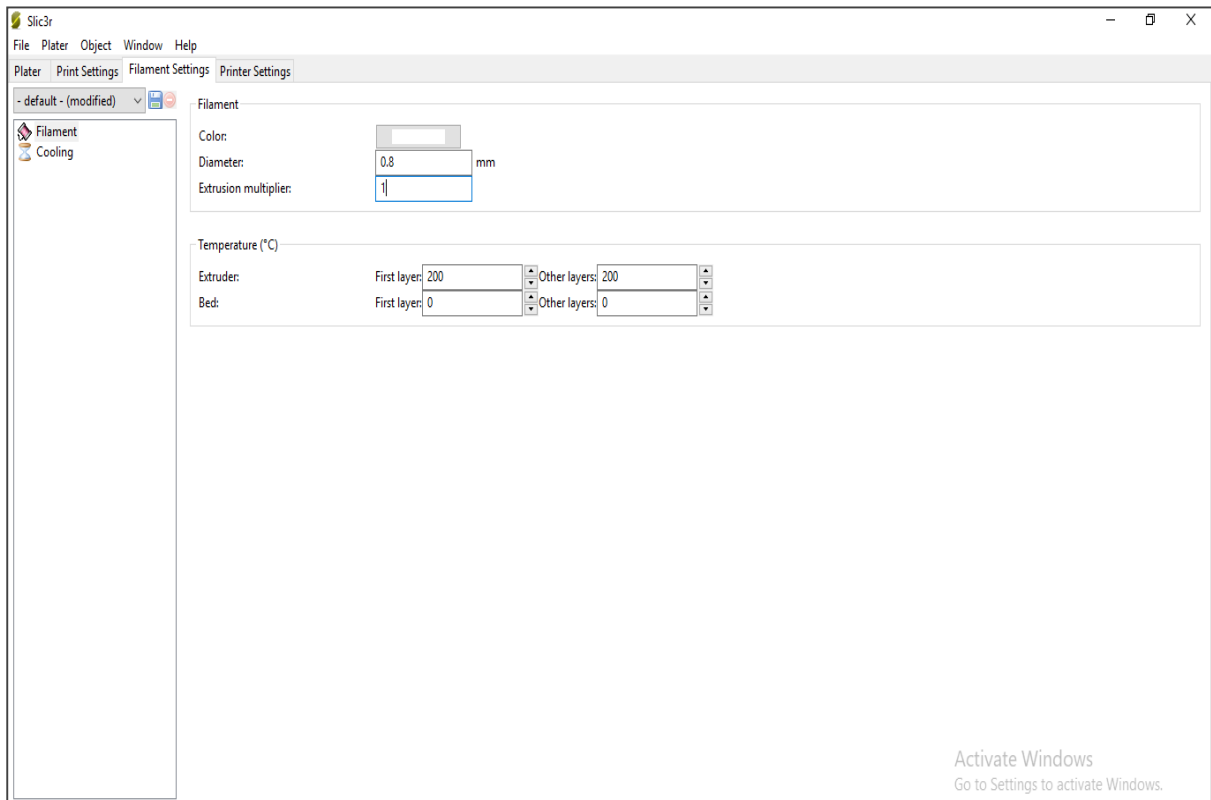 Slic3r
File Plater Object Window Help
Plater Print Settings Filament Settings Printer Settings
- default - (modified)
Filament
Cooling
Filament
Color:
Diameter: 0.8 mm
Extrusion multiplier: 1
Temperature (°C)
Extruder: First layer: 200 Other layers: 200
Bed: First layer: 0 Other layers: 0
Activate Windows
Go to Settings to activate Windows.